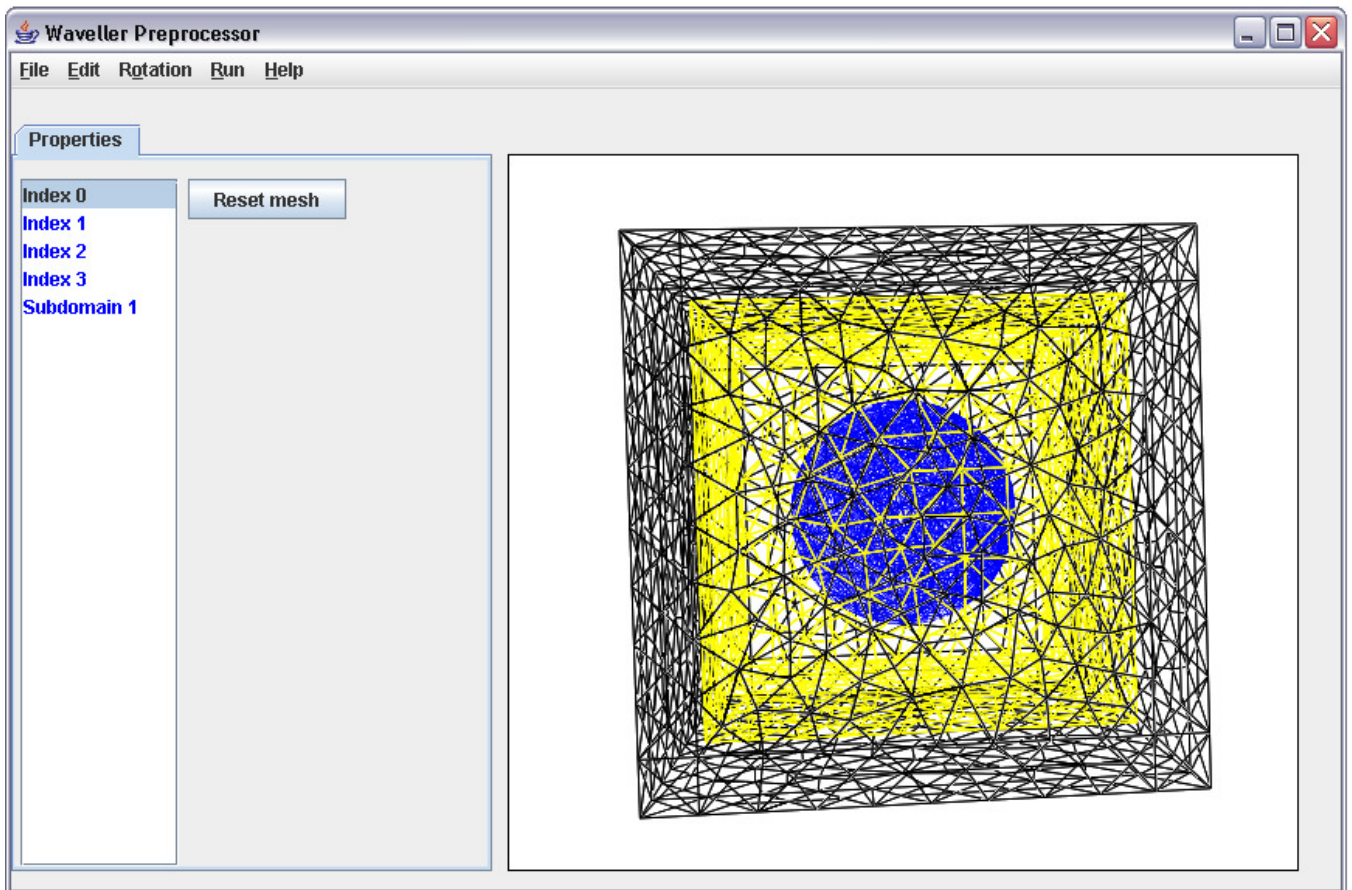 Waveller Preprocessor
File Edit Rotation Run Help
Properties
Index 0
Reset mesh
Index 1
Index 2
Index 3
Subdomain 1